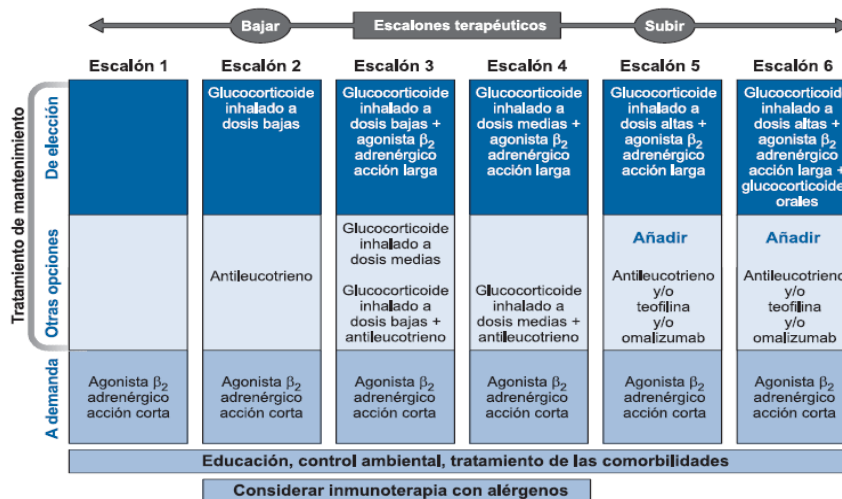 Bajar
Escalones terapéuticos
Subir
Escalón 1
Escalón 2
Escalón 3
Escalón 4
Escalón 5
Escalón 6
Tratamiento de mantenimiento
De elección
Glucocorticoide
inhalado a
dosis bajas
Glucocorticoide
inhalado a
dosis bajas +
agonista β2
adrenérgico
acción larga
Glucocorticoide
inhalado a
dosis medias +
agonista β2
adrenérgico
acción larga
Glucocorticoide
inhalado a
dosis altas +
agonista β2
adrenérgico
acción larga
Glucocorticoide
inhalado a
dosis altas +
agonista β2
adrenérgico
acción larga +
glucocorticoide
orales
Otras opciones
Antileucotrieno
Glucocorticoide
inhalado a
dosis medias
Glucocorticoide
inhalado a
dosis bajas +
antileucotrieno
Glucocorticoide
inhalado a
dosis medias +
antileucotrieno
Añadir
Antileucotrieno
y/o
teofilina
y/o
omalizumab
Añadir
Antileucotrieno
y/o
teofilina
y/o
omalizumab
A demanda
Agonista β2
adrenérgico
acción corta
Agonista β2
adrenérgico
acción corta
Agonista β2
adrenérgico
acción corta
Agonista β2
adrenérgico
acción corta
Agonista β2
adrenérgico
acción corta
Agonista β2
adrenérgico
acción corta
Educación, control ambiental, tratamiento de las comorbilidades
Considerar inmunoterapia con alérgenos